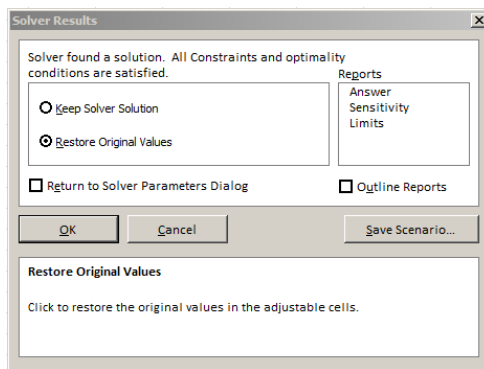 Solver Results
Solver found a solution. All Constraints and optimality
conditions are satisfied.
Reports
Answer
Sensitivity
Limits
Keep Solver Solution
Restore Original Values
Return to Solver Parameters Dialog
Outline Reports
OK
Cancel
Save Scenario...
Restore Original Values
Click to restore the original values in the adjustable cells.